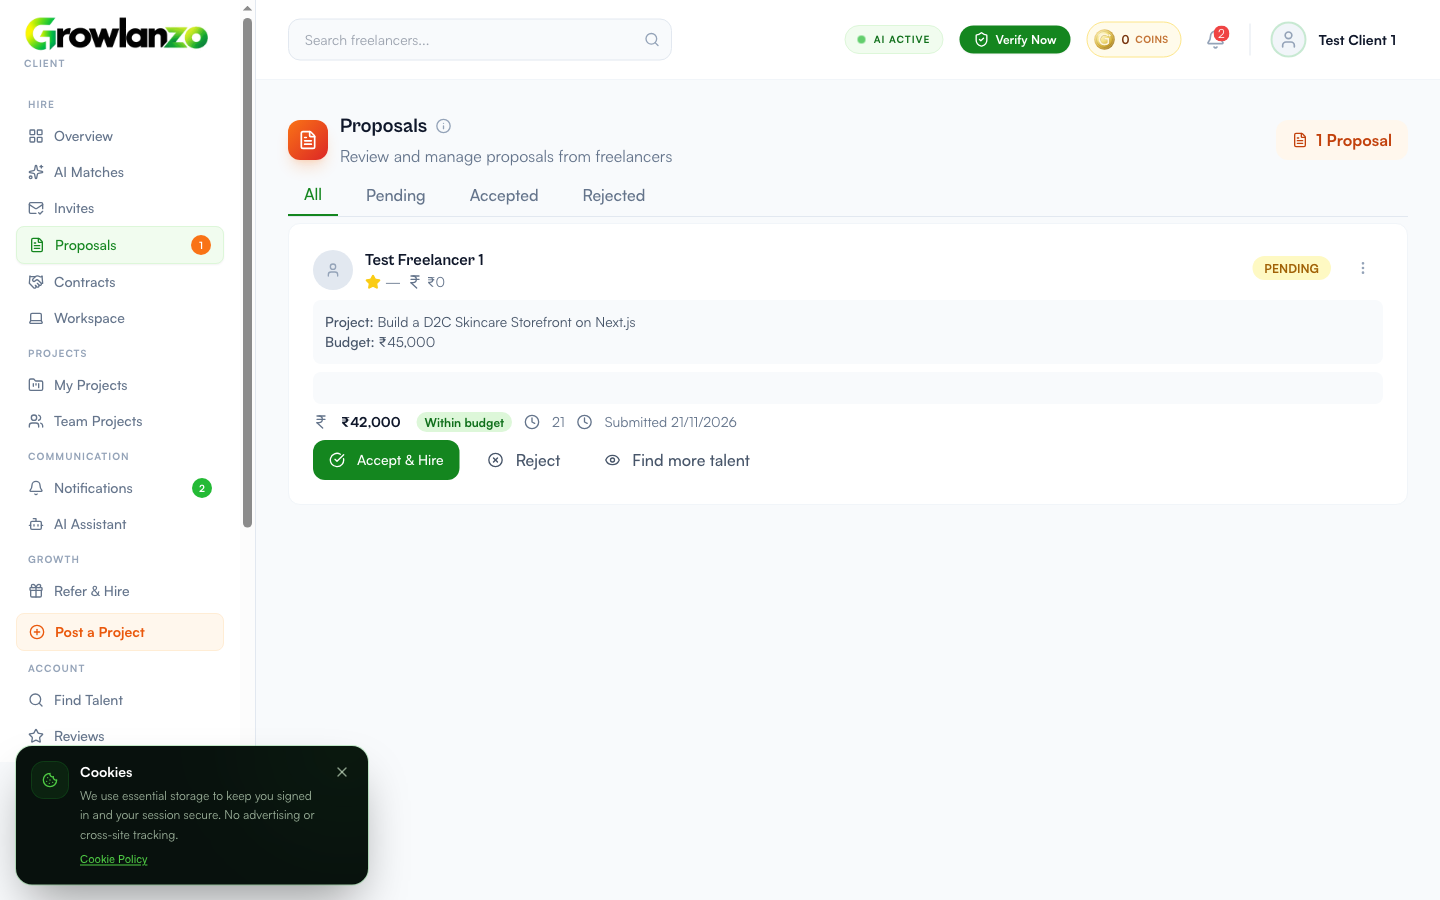 Growlanzo
CLIENT
HIRE
Overview
AI Matches
Invites
Proposals 1
Contracts
Workspace
PROJECTS
My Projects
Team Projects
COMMUNICATION
Notifications 2
AI Assistant
GROWTH
Refer & Hire
Post a Project
ACCOUNT
Find Talent
Reviews
Search freelancers...
AI ACTIVE
Verify Now
0 COINS
2
Test Client 1
Proposals
Review and manage proposals from freelancers
1 Proposal
All Pending Accepted Rejected
Test Freelancer 1
— ₹ ₹0
PENDING
Project: Build a D2C Skincare Storefront on Next.js
Budget: ₹45,000
₹ ₹42,000 Within budget 21 Submitted 21/11/2026
Accept & Hire Reject Find more talent
Cookies
We use essential storage to keep you signed
in and your session secure. No advertising or
cross-site tracking.
Cookie Policy